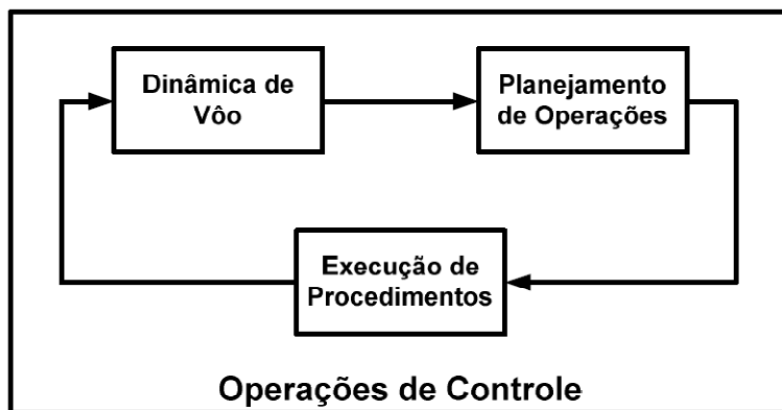 Dinâmica de
Vôo
Planejamento
de Operações
Execução de
Procedimentos
Operações de Controle